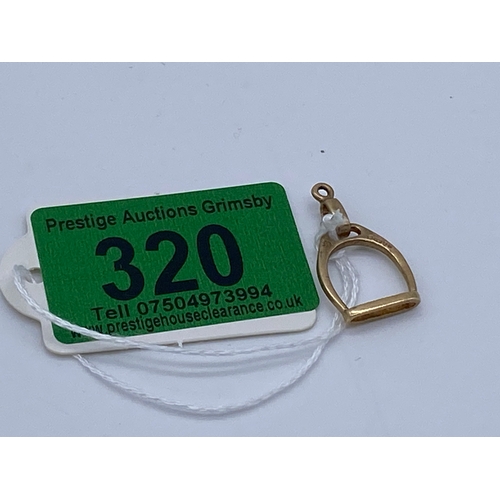 Prestige Auctions Grimsby
320
Tell 07504973994
www.prestigehouseclearance.co.uk